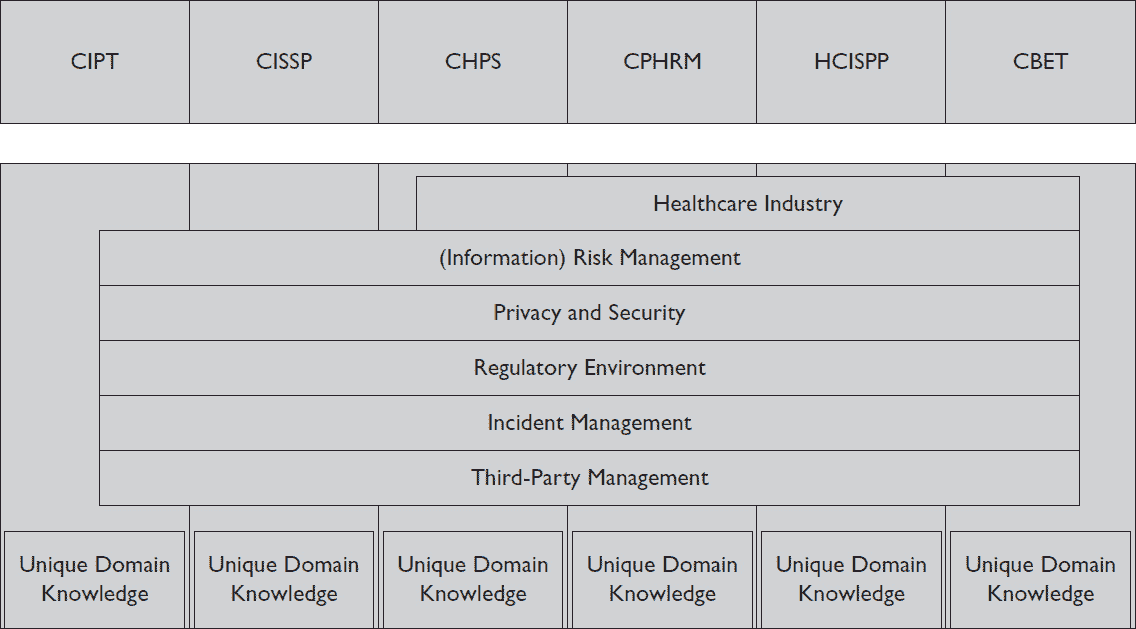 CIPT
CISSP
CHPS
CPHRM
HCISPP
CBET
Healthcare Industry
(Information) Risk Management
Privacy and Security
Regulatory Environment
Incident Management
Third-Party Management
Unique Domain
Knowledge
Unique Domain
Knowledge
Unique Domain
Knowledge
Unique Domain
Knowledge
Unique Domain
Knowledge
Unique Domain
Knowledge